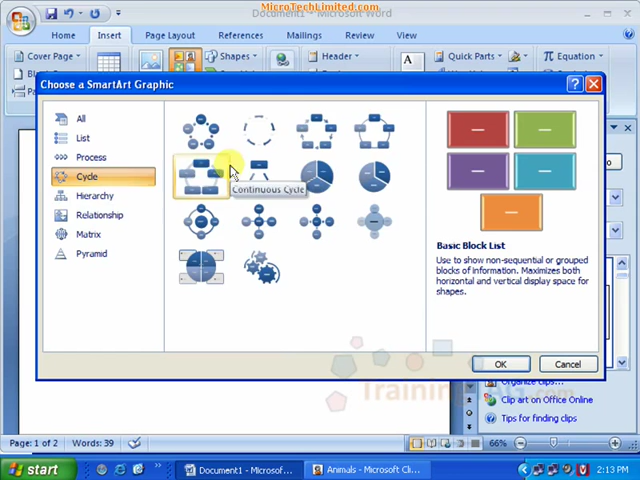 MicroTechLimited.com
Document1 - Microsoft Word
Home
Insert
Page Layout
References
Mailings
Review
View
Cover Page
Shapes
Header
A
Quick Parts
Equation
Choose a SmartArt Graphic
All
List
Process
Cycle
Hierarchy
Relationship
Matrix
Pyramid
Continuous Cycle
Basic Block List
Use to show non-sequential or grouped
blocks of information. Maximizes both
horizontal and vertical display space for
shapes.
OK
Cancel
Organize clips...
Clip art on Office Online
Tips for finding clips
Page: 1 of 2
Words: 39
66%
start
Document1 - Microsof...
Animals - Microsoft Cli...
2:13 PM